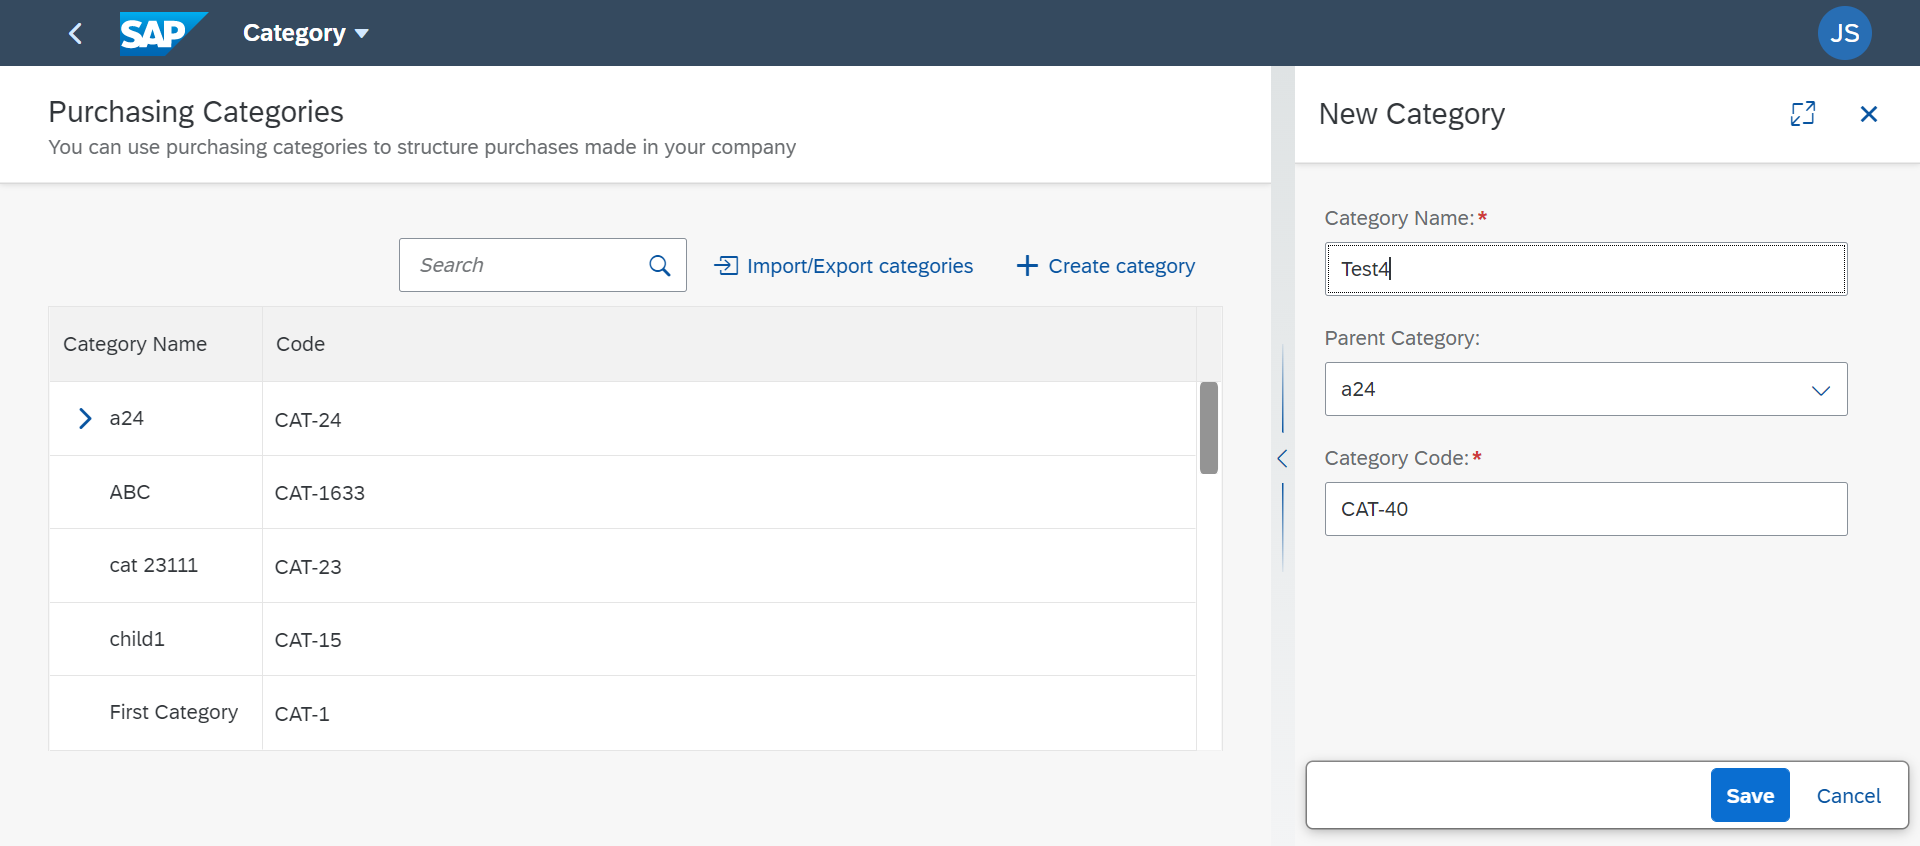 SAP Category JS
Purchasing Categories
You can use purchasing categories to structure purchases made in your company
Search Import/Export categories Create category
Category Name Code
a24 CAT-24
ABC CAT-1633
cat 23111 CAT-23
child1 CAT-15
First Category CAT-1
New Category
Category Name:*
Test4
Parent Category:
a24
Category Code:*
CAT-40
Save Cancel